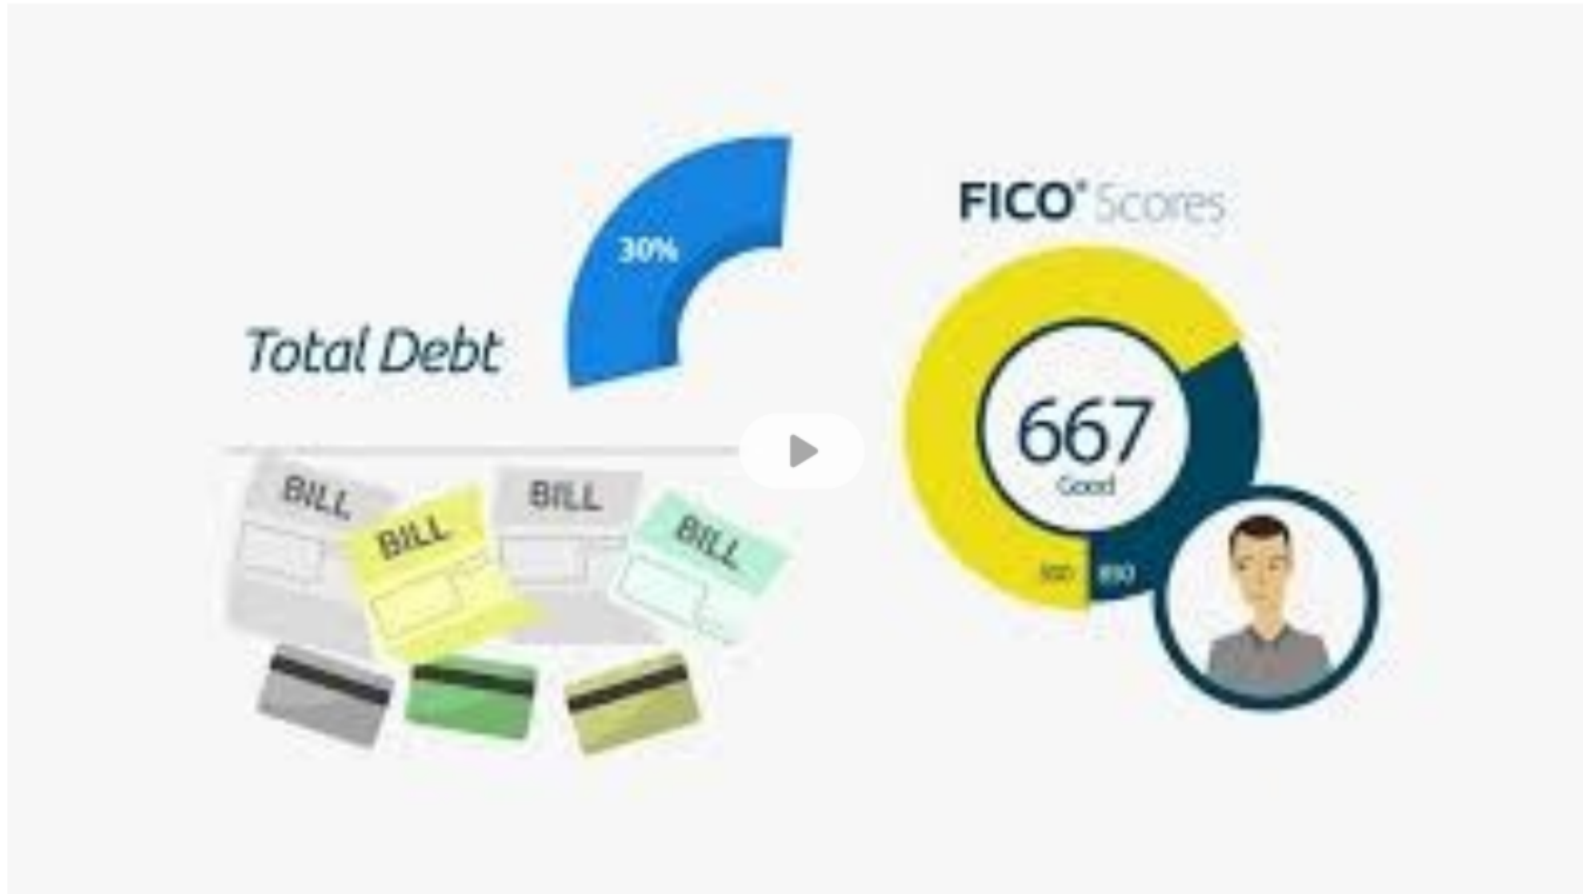 30%
Total Debt
BILL
BILL
BILL
BILL
FICO® Scores
667
Good
300
850